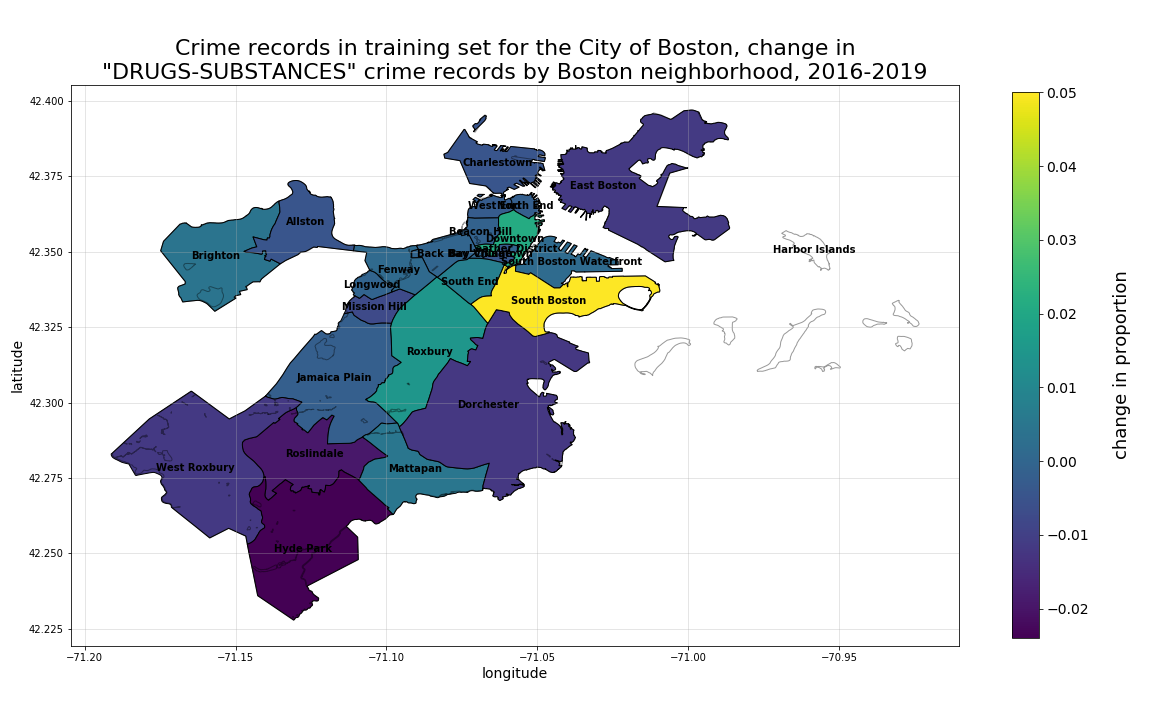 Crime records in training set for the City of Boston, change in
"DRUGS-SUBSTANCES" crime records by Boston neighborhood, 2016-2019
42.400
42.375
42.350
42.325
42.300
42.275
42.250
42.225
latitude
−71.20
−71.15
−71.10
−71.05
−71.00
−70.95
longitude
Charlestown
East Boston
West End
North End
Allston
Beacon Hill
Downtown
Leather District
Brighton
Back Bay
South Boston Waterfront
Harbor Islands
Fenway
Longwood
South End
Mission Hill
South Boston
Roxbury
Jamaica Plain
Dorchester
Roslindale
West Roxbury
Mattapan
Hyde Park
0.05
0.04
0.03
0.02
0.01
0.00
−0.01
−0.02
change in proportion